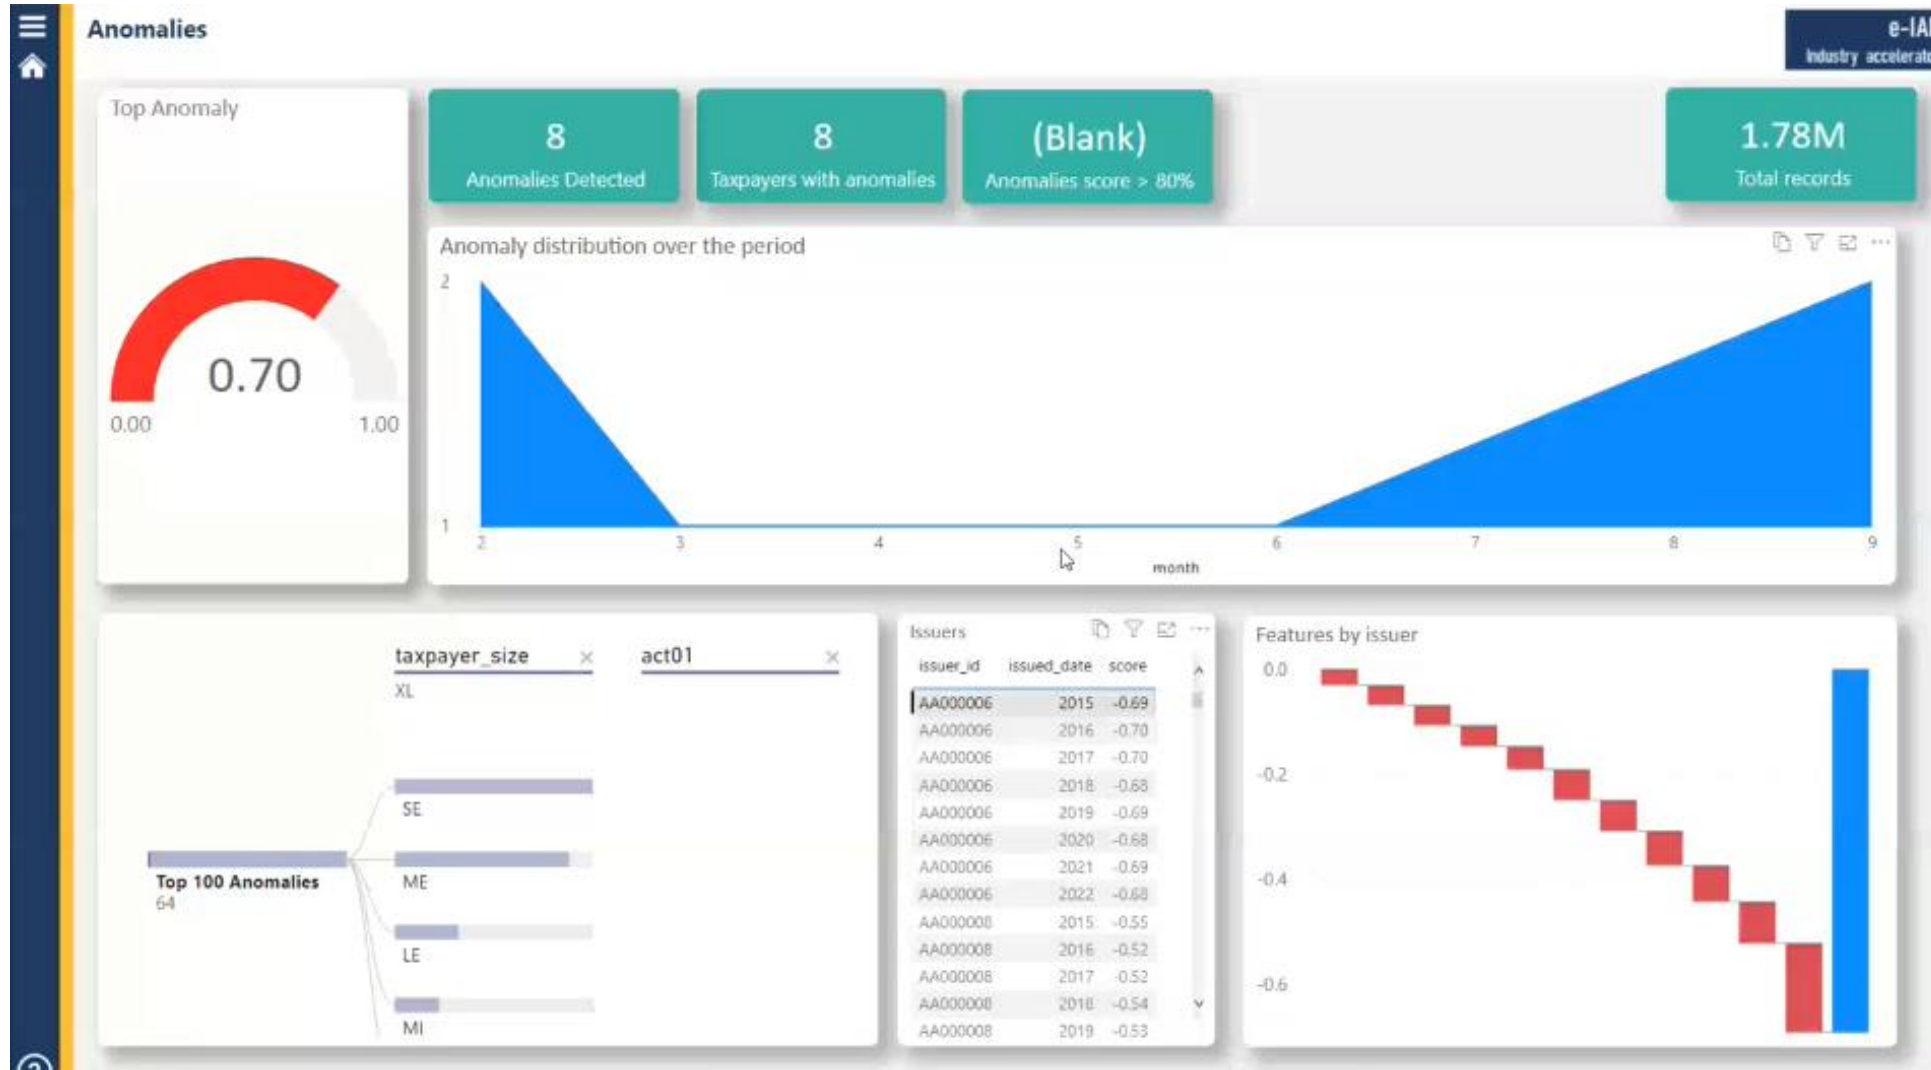 Anomalies
e-IA
Industry accelerato
Top Anomaly
0.70
0.00
1.00
8
Anomalies Detected
8
Taxpayers with anomalies
(Blank)
Anomalies score > 80%
1.78M
Total records
Anomaly distribution over the period
2
1
2 3 4 5 6 7 8 9
month
taxpayer_size
act01
XL
SE
ME
LE
MI
Top 100 Anomalies
64
Issuers
issuer_id issued_date score
AA000006 2015 -0.69
AA000006 2016 -0.70
AA000006 2017 -0.70
AA000006 2018 -0.68
AA000006 2019 -0.69
AA000006 2020 -0.68
AA000006 2021 -0.69
AA000006 2022 -0.68
AA000008 2015 -0.55
AA000008 2016 -0.52
AA000008 2017 -0.52
AA000008 2018 -0.54
AA000008 2019 -0.53
Features by issuer
0.0
-0.2
-0.4
-0.6